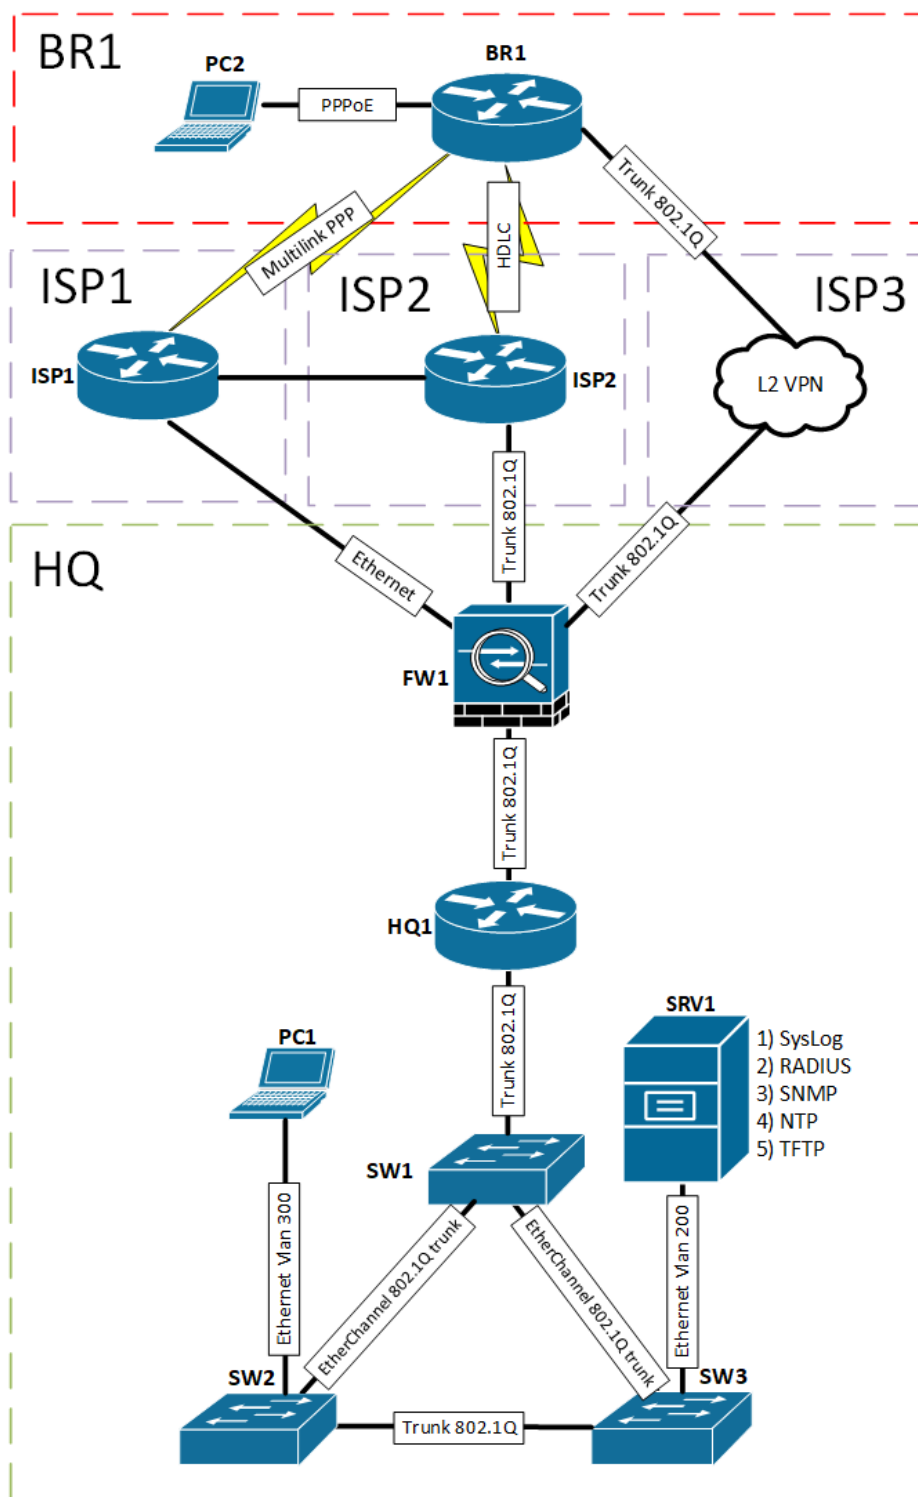 BR1
PC2
BR1
PPPoE
Trunk 802.1Q
Multilink PPP
HDLC
ISP1
ISP2
ISP3
ISP1
ISP2
L2 VPN
Trunk 802.1Q
Trunk 802.1Q
Ethernet
HQ
FW1
Trunk 802.1Q
HQ1
Trunk 802.1Q
SRV1
PC1
1) SysLog
2) RADIUS
3) SNMP
4) NTP
5) TFTP
SW1
Ethernet Vlan 300
EtherChannel 802.1Q trunk
EtherChannel 802.1Q trunk
Ethernet Vlan 200
SW2
SW3
Trunk 802.1Q